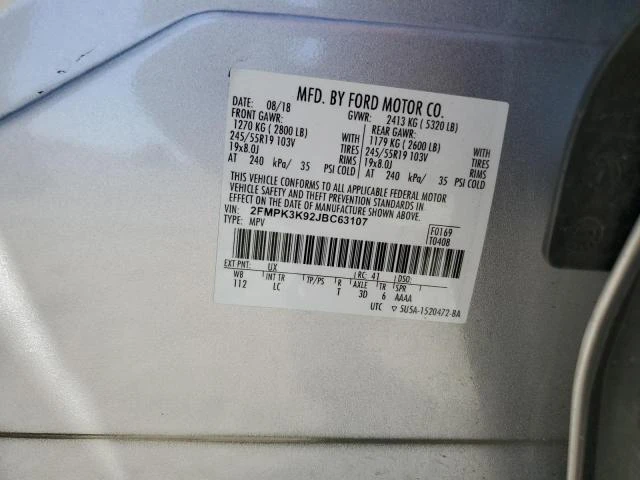 MFD. BY FORD MOTOR CO.
DATE: 08/18 GVWR: 2413 KG ( 5320 LB)
FRONT GAWR: REAR GAWR:
1270 KG ( 2800 LB) 1179 KG ( 2600 LB)
245/55R19 103V TIRES 245/55R19 103V TIRES
19x8.0J RIMS 19x8.0J RIMS
AT 240 kPa/ 35 PSI COLD AT 240 kPa/ 35 PSI COLD
THIS VEHICLE CONFORMS TO ALL APPLICABLE FEDERAL MOTOR
VEHICLE SAFETY AND THEFT PREVENTION STANDARDS IN
EFFECT ON THE DATE OF MANUFACTURE SHOWN ABOVE.
VIN: 2FMPK3K92JBC63107
TYPE: MPV
F0169
T0408
EXT PNT: UX RC: 41 DSO:
WB INT TR TP/PS R AXLE TR SPR
112 LC T 3D 6 AAAA
UTC ▽ 5U5A-1520472-BA